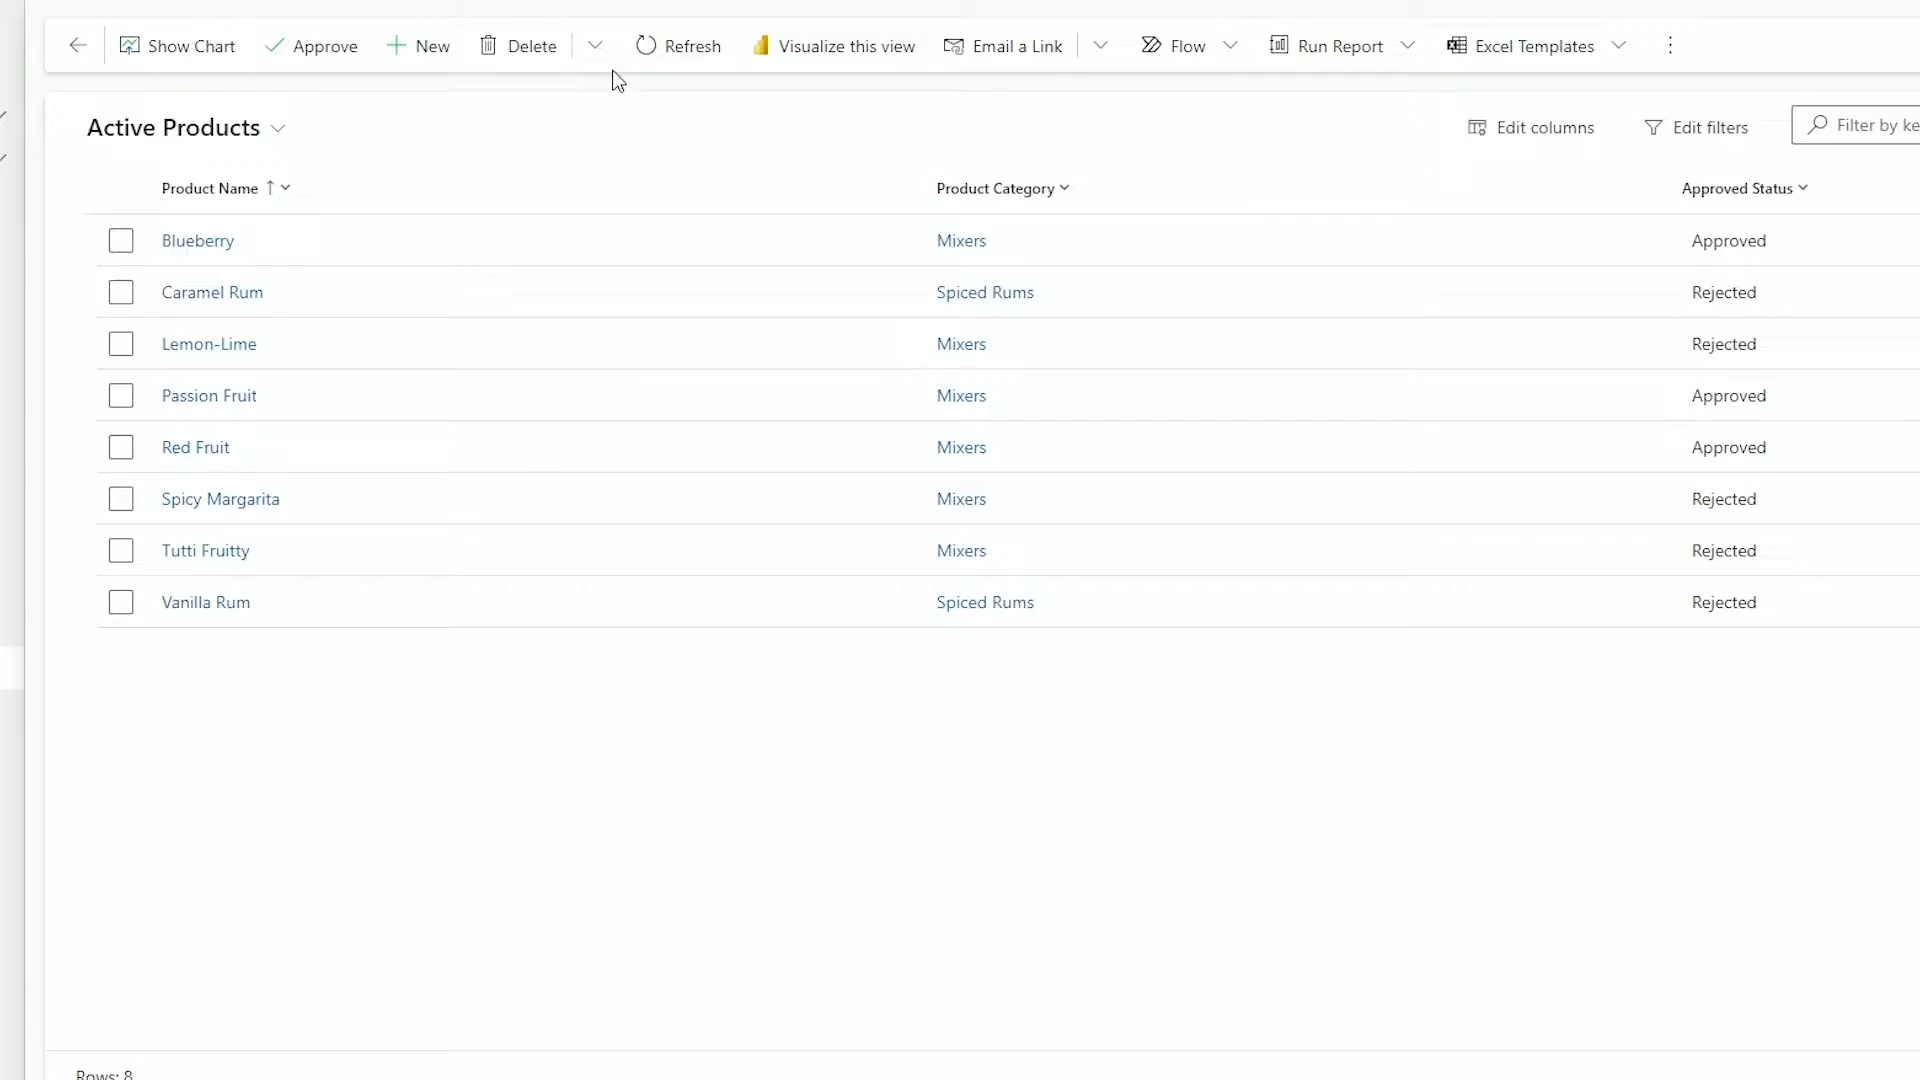 Show Chart Approve New Delete Refresh Visualize this view Email a Link Flow Run Report Excel Templates
Active Products Edit columns Edit filters Filter by ke
Product Name Product Category Approved Status
Blueberry Mixers Approved
Caramel Rum Spiced Rums Rejected
Lemon-Lime Mixers Rejected
Passion Fruit Mixers Approved
Red Fruit Mixers Approved
Spicy Margarita Mixers Rejected
Tutti Fruitty Mixers Rejected
Vanilla Rum Spiced Rums Rejected
Rows: 8